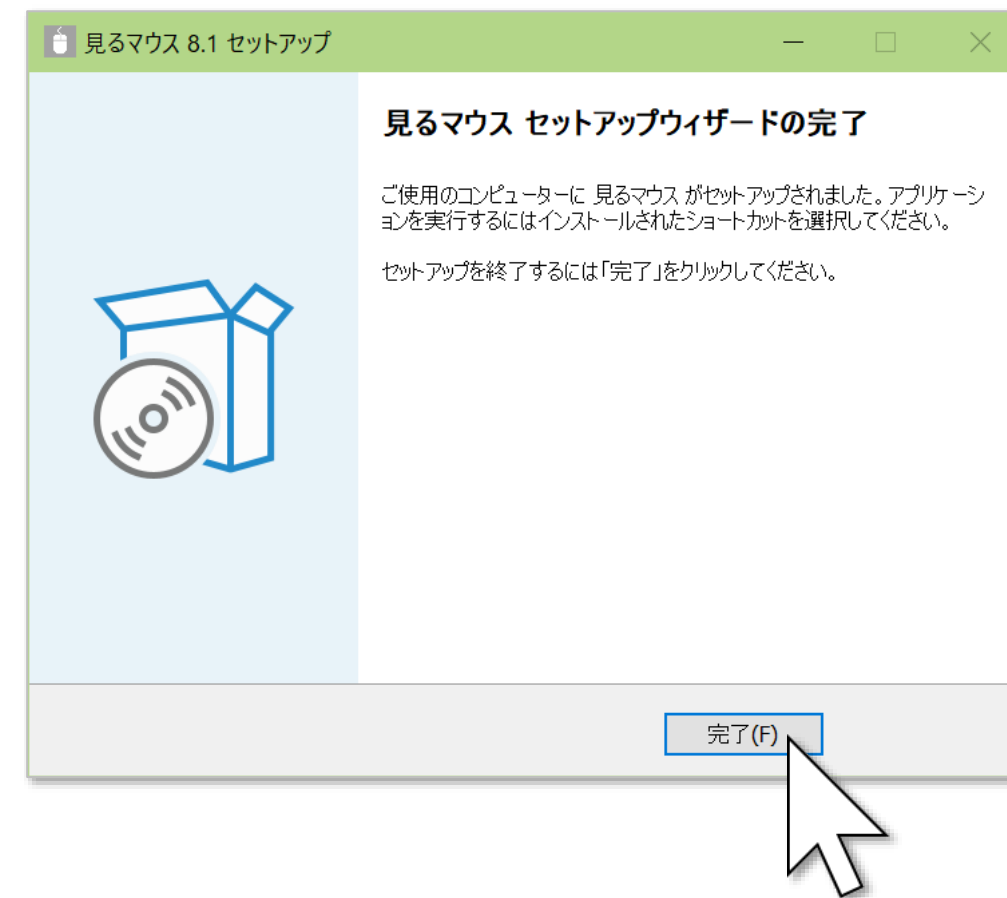 見るマウス 8.1 セットアップ
見るマウス セットアップウィザードの完了
ご使用のコンピューターに 見るマウス がセットアップされました。アプリケーシ
ョンを実行するにはインストールされたショートカットを選択してください。
セットアップを終了するには「完了」をクリックしてください。
完了(F)